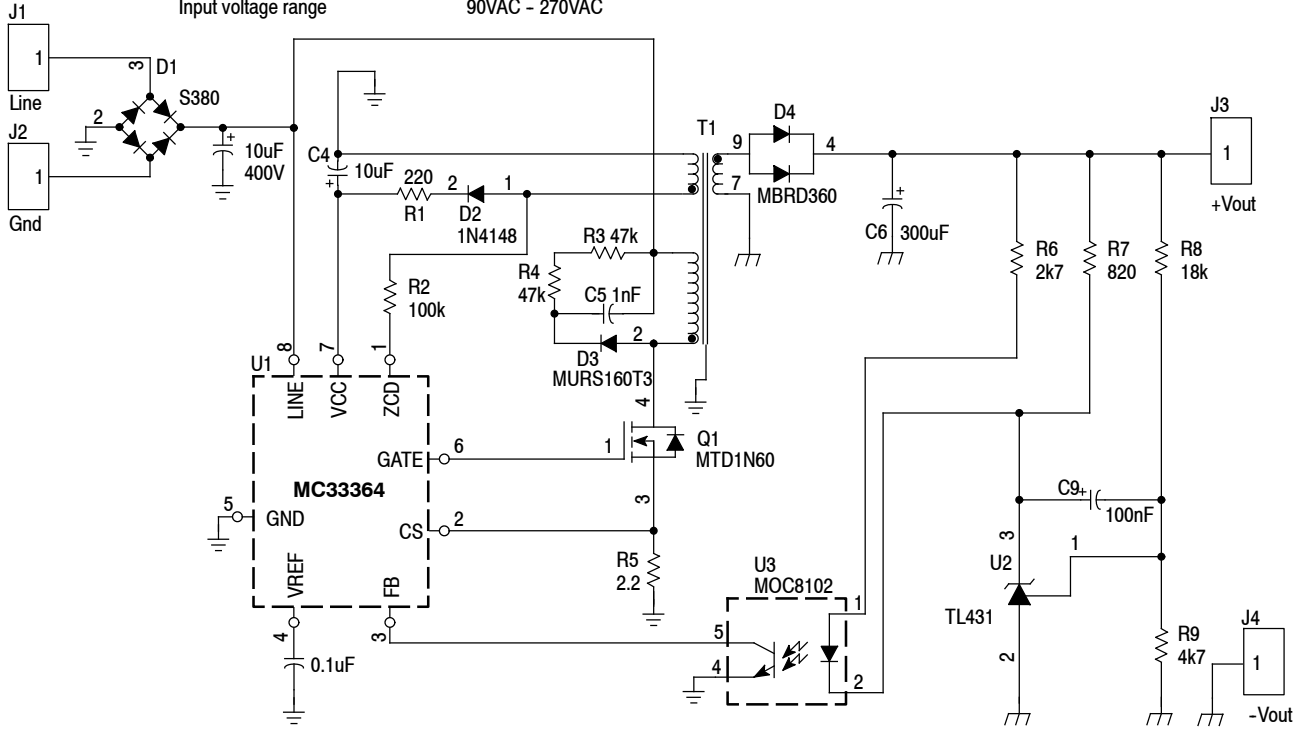 Input voltage range 90VAC - 270VAC
J1
1
Line
J2
1
Gnd
3
D1
2
S380
+
10uF
400V
C4
10uF
+
220
R1
2
D2
1N4148
1
T1
9
7
D4
4
MBRD360
+
C6 300uF
J3
1
+Vout
R6
2k7
R7
820
R8
18k
R3 47k
R4
47k
C5 1nF
D3
MURS160T3
2
R2
100k
8
7
1
U1
LINE
VCC
ZCD
GATE
6
MC33364
5
GND
CS
2
VREF
FB
4
3
0.1uF
4
1
Q1
MTD1N60
3
R5
2.2
U3
MOC8102
5
4
1
2
C9
+
100nF
3
U2
1
TL431
2
R9
4k7
J4
1
-Vout